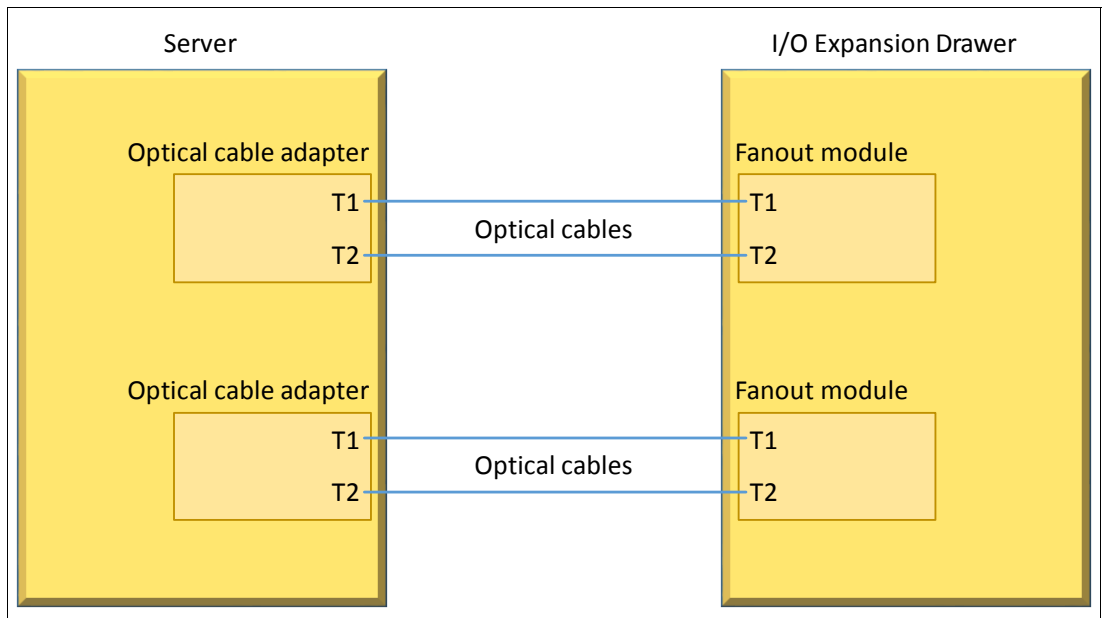 Server
I/O Expansion Drawer
Optical cable adapter
Fanout module
T1
T1
Optical cables
T2
T2
Optical cable adapter
Fanout module
T1
T1
Optical cables
T2
T2